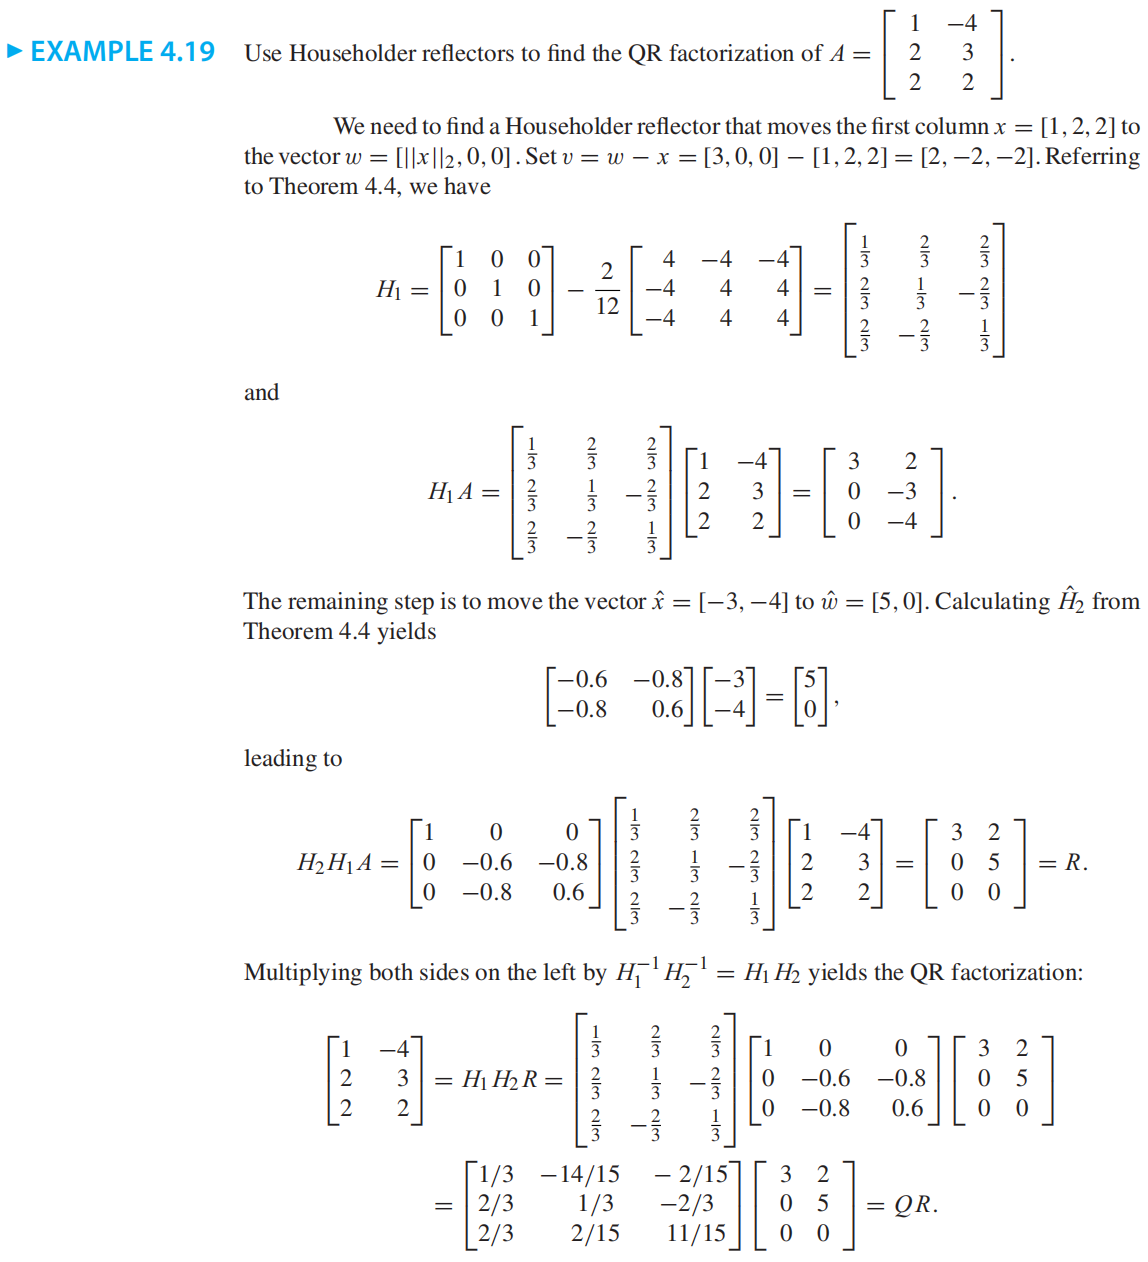 ▶ EXAMPLE 4.19 Use Householder reflectors to find the QR factorization of $A = \begin{bmatrix} 1 & -4 \\ 2 & 3 \\ 2 & 2 \end{bmatrix}$.
We need to find a Householder reflector that moves the first column $x = [1, 2, 2]$ to
the vector $w = [||x||_2, 0, 0]$. Set $v = w - x = [3, 0, 0] - [1, 2, 2] = [2, -2, -2]$. Referring
to Theorem 4.4, we have
$H_1 = \begin{bmatrix} 1 & 0 & 0 \\ 0 & 1 & 0 \\ 0 & 0 & 1 \end{bmatrix} - \frac{2}{12} \begin{bmatrix} 4 & -4 & -4 \\ -4 & 4 & 4 \\ -4 & 4 & 4 \end{bmatrix} = \begin{bmatrix} \frac{1}{3} & \frac{2}{3} & \frac{2}{3} \\ \frac{2}{3} & \frac{1}{3} & -\frac{2}{3} \\ \frac{2}{3} & -\frac{2}{3} & \frac{1}{3} \end{bmatrix}$
and
$H_1 A = \begin{bmatrix} \frac{1}{3} & \frac{2}{3} & \frac{2}{3} \\ \frac{2}{3} & \frac{1}{3} & -\frac{2}{3} \\ \frac{2}{3} & -\frac{2}{3} & \frac{1}{3} \end{bmatrix} \begin{bmatrix} 1 & -4 \\ 2 & 3 \\ 2 & 2 \end{bmatrix} = \begin{bmatrix} 3 & 2 \\ 0 & -3 \\ 0 & -4 \end{bmatrix}.$
The remaining step is to move the vector $\hat{x} = [-3, -4]$ to $\hat{w} = [5, 0]$. Calculating $\hat{H}_2$ from
Theorem 4.4 yields
$\begin{bmatrix} -0.6 & -0.8 \\ -0.8 & 0.6 \end{bmatrix} \begin{bmatrix} -3 \\ -4 \end{bmatrix} = \begin{bmatrix} 5 \\ 0 \end{bmatrix},$
leading to
$H_2 H_1 A = \begin{bmatrix} 1 & 0 & 0 \\ 0 & -0.6 & -0.8 \\ 0 & -0.8 & 0.6 \end{bmatrix} \begin{bmatrix} \frac{1}{3} & \frac{2}{3} & \frac{2}{3} \\ \frac{2}{3} & \frac{1}{3} & -\frac{2}{3} \\ \frac{2}{3} & -\frac{2}{3} & \frac{1}{3} \end{bmatrix} \begin{bmatrix} 1 & -4 \\ 2 & 3 \\ 2 & 2 \end{bmatrix} = \begin{bmatrix} 3 & 2 \\ 0 & 5 \\ 0 & 0 \end{bmatrix} = R.$
Multiplying both sides on the left by $H_1^{-1} H_2^{-1} = H_1 H_2$ yields the QR factorization:
$\begin{bmatrix} 1 & -4 \\ 2 & 3 \\ 2 & 2 \end{bmatrix} = H_1 H_2 R = \begin{bmatrix} \frac{1}{3} & \frac{2}{3} & \frac{2}{3} \\ \frac{2}{3} & \frac{1}{3} & -\frac{2}{3} \\ \frac{2}{3} & -\frac{2}{3} & \frac{1}{3} \end{bmatrix} \begin{bmatrix} 1 & 0 & 0 \\ 0 & -0.6 & -0.8 \\ 0 & -0.8 & 0.6 \end{bmatrix} \begin{bmatrix} 3 & 2 \\ 0 & 5 \\ 0 & 0 \end{bmatrix}$
$= \begin{bmatrix} 1/3 & -14/15 & -2/15 \\ 2/3 & 1/3 & -2/3 \\ 2/3 & 2/15 & 11/15 \end{bmatrix} \begin{bmatrix} 3 & 2 \\ 0 & 5 \\ 0 & 0 \end{bmatrix} = QR.$